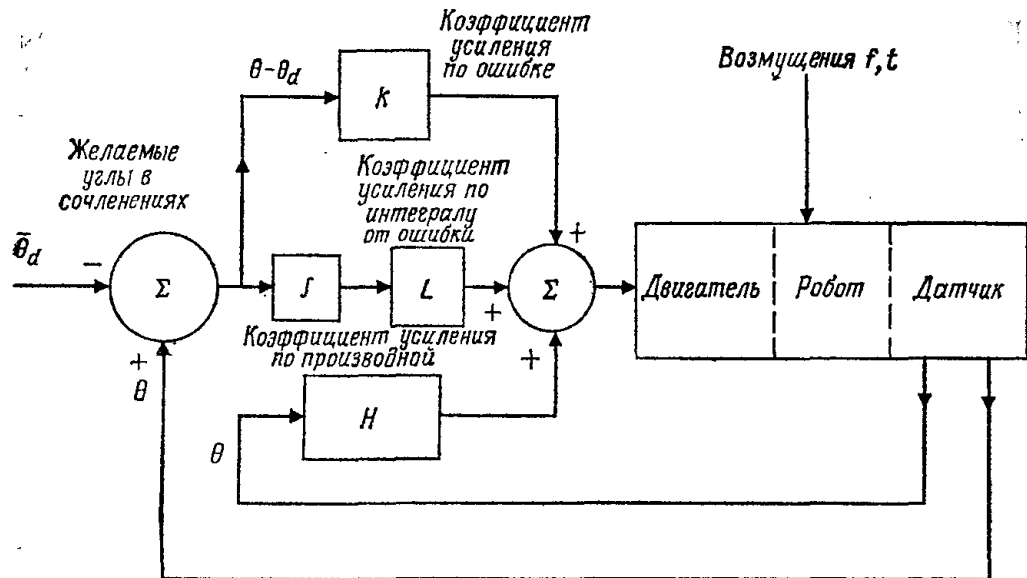 Коэффициент
усиления
по ошибке
θ-θd
K
Возмущения f,t
Желаемые
углы в
сочленениях
Коэффициент
усиления по
интегралу
от ошибки
θ̄d
−
Σ
∫
L
+
+
Σ
Двигатель
Робот
Датчик
Коэффициент усиления
по производной
+
+
θ
H
θ